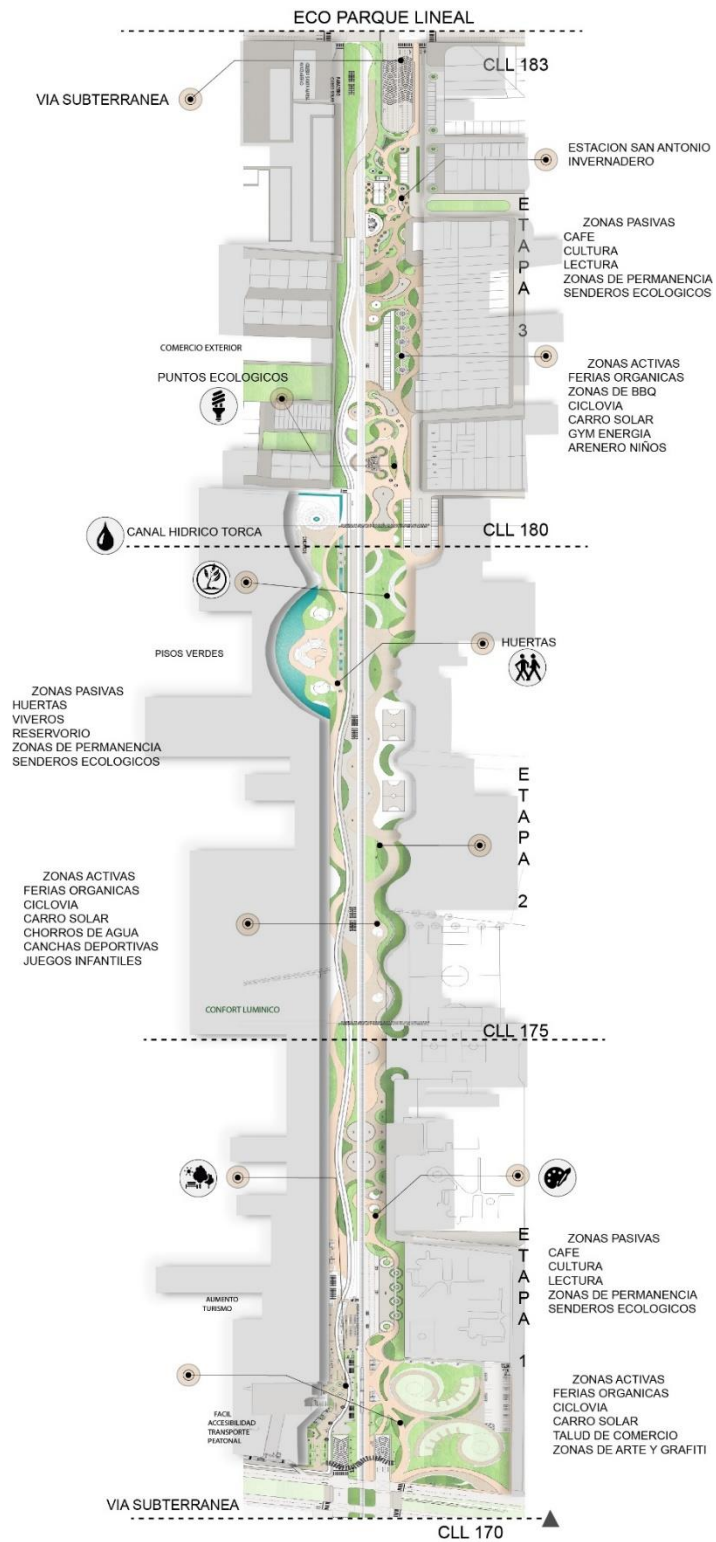 ECO PARQUE LINEAL
CLL 183
VIA SUBTERRANEA
ESTACION SAN ANTONIO
INVERNADERO
ETAPA 3
ZONAS PASIVAS
CAFE
CULTURA
LECTURA
ZONAS DE PERMANENCIA
SENDEROS ECOLOGICOS
COMERCIO EXTERIOR
PUNTOS ECOLOGICOS
ZONAS ACTIVAS
FERIAS ORGANICAS
ZONAS DE BBQ
CICLOVIA
CARRO SOLAR
GYM ENERGIA
ARENERO NIÑOS
CANAL HIDRICO TORCA
CLL 180
PISOS VERDES
HUERTAS
ZONAS PASIVAS
HUERTAS
VIVEROS
RESERVORIO
ZONAS DE PERMANENCIA
SENDEROS ECOLOGICOS
ETAPA 2
ZONAS ACTIVAS
FERIAS ORGANICAS
CICLOVIA
CARRO SOLAR
CHORROS DE AGUA
CANCHAS DEPORTIVAS
JUEGOS INFANTILES
CONFORT LUMINICO
CLL 175
ETAPA 1
ZONAS PASIVAS
CAFE
CULTURA
LECTURA
ZONAS DE PERMANENCIA
SENDEROS ECOLOGICOS
AUMENTO
TURISMO
ZONAS ACTIVAS
FERIAS ORGANICAS
CICLOVIA
CARRO SOLAR
TALUD DE COMERCIO
ZONAS DE ARTE Y GRAFITI
FACIL
ACCESIBILIDAD
TRANSPORTE
PEATONAL
VIA SUBTERRANEA
CLL 170